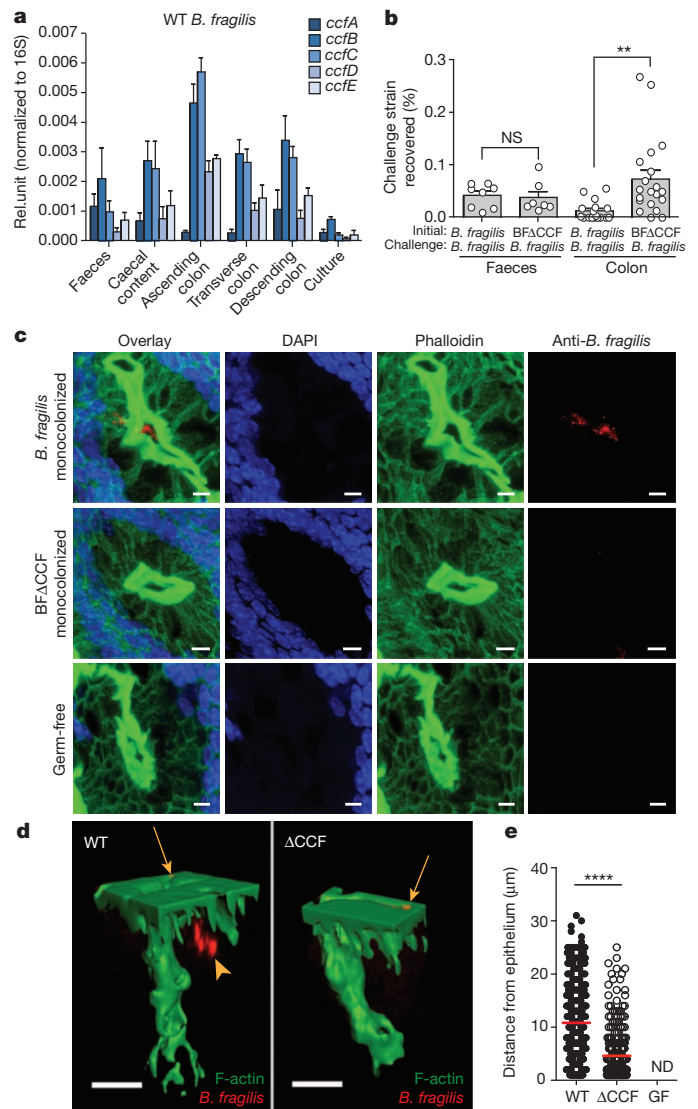 a
WT B. fragilis
ccfA
ccfB
ccfC
ccfD
ccfE
Rel.unit (normalized to 16S)
0.007
0.006
0.005
0.004
0.003
0.002
0.001
0.000
Faeces
Caecal content
Ascending colon
Transverse colon
Descending colon
Culture
b
Challenge strain recovered (%)
0.3
0.2
0.1
0.0
NS
**
Initial: B. fragilis BFΔCCF B. fragilis BFΔCCF
Challenge: B. fragilis B. fragilis B. fragilis B. fragilis
Faeces Colon
c
Overlay DAPI Phalloidin Anti-B. fragilis
B. fragilis monocolonized
BFΔCCF monocolonized
Germ-free
d
WT
ΔCCF
F-actin
B. fragilis
F-actin
B. fragilis
e
Distance from epithelium (μm)
40
30
20
10
0
****
ND
WT ΔCCF GF